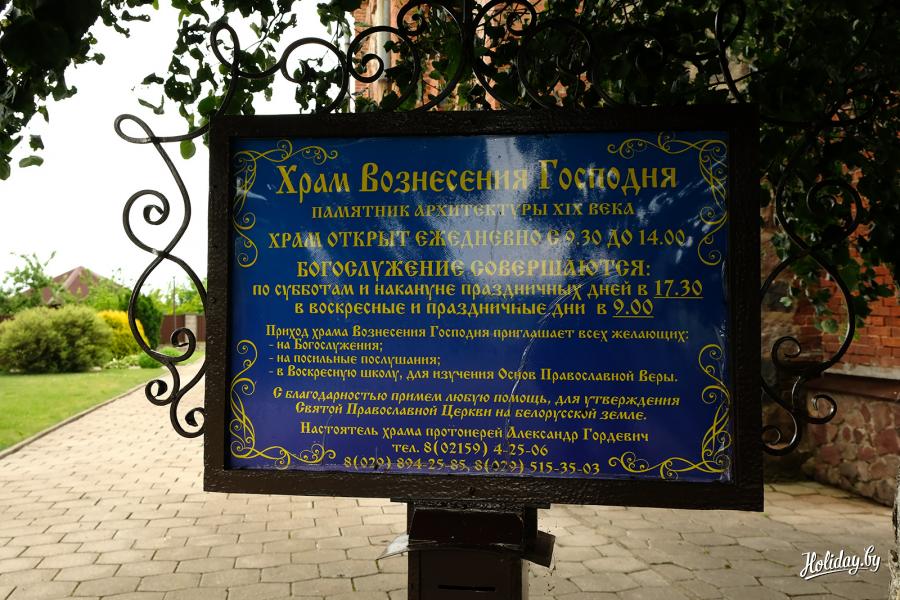 Храм Вознесения Господня
памятник архитектуры XIX века
храм открыт ежедневно с 9.30 до 14.00
богослужение совершаются:
по субботам и накануне праздничных дней в 17.30
в воскресные и праздничные дни в 9.00
Приход храма Вознесения Господня приглашает всех желающих:
- на Богослужения;
- на посильные послушания;
- в Воскресную школу, для изучения Основ Православной Веры.
С благодарностью примем любую помощь, для утверждения
Святой Православной Церкви на белорусской земле.
Настоятель храма протоиерей Александр Гордевич
тел. 8(02159) 4-25-06
8(029) 894-25-85, 8(029) 515-35-03
Holiday.by